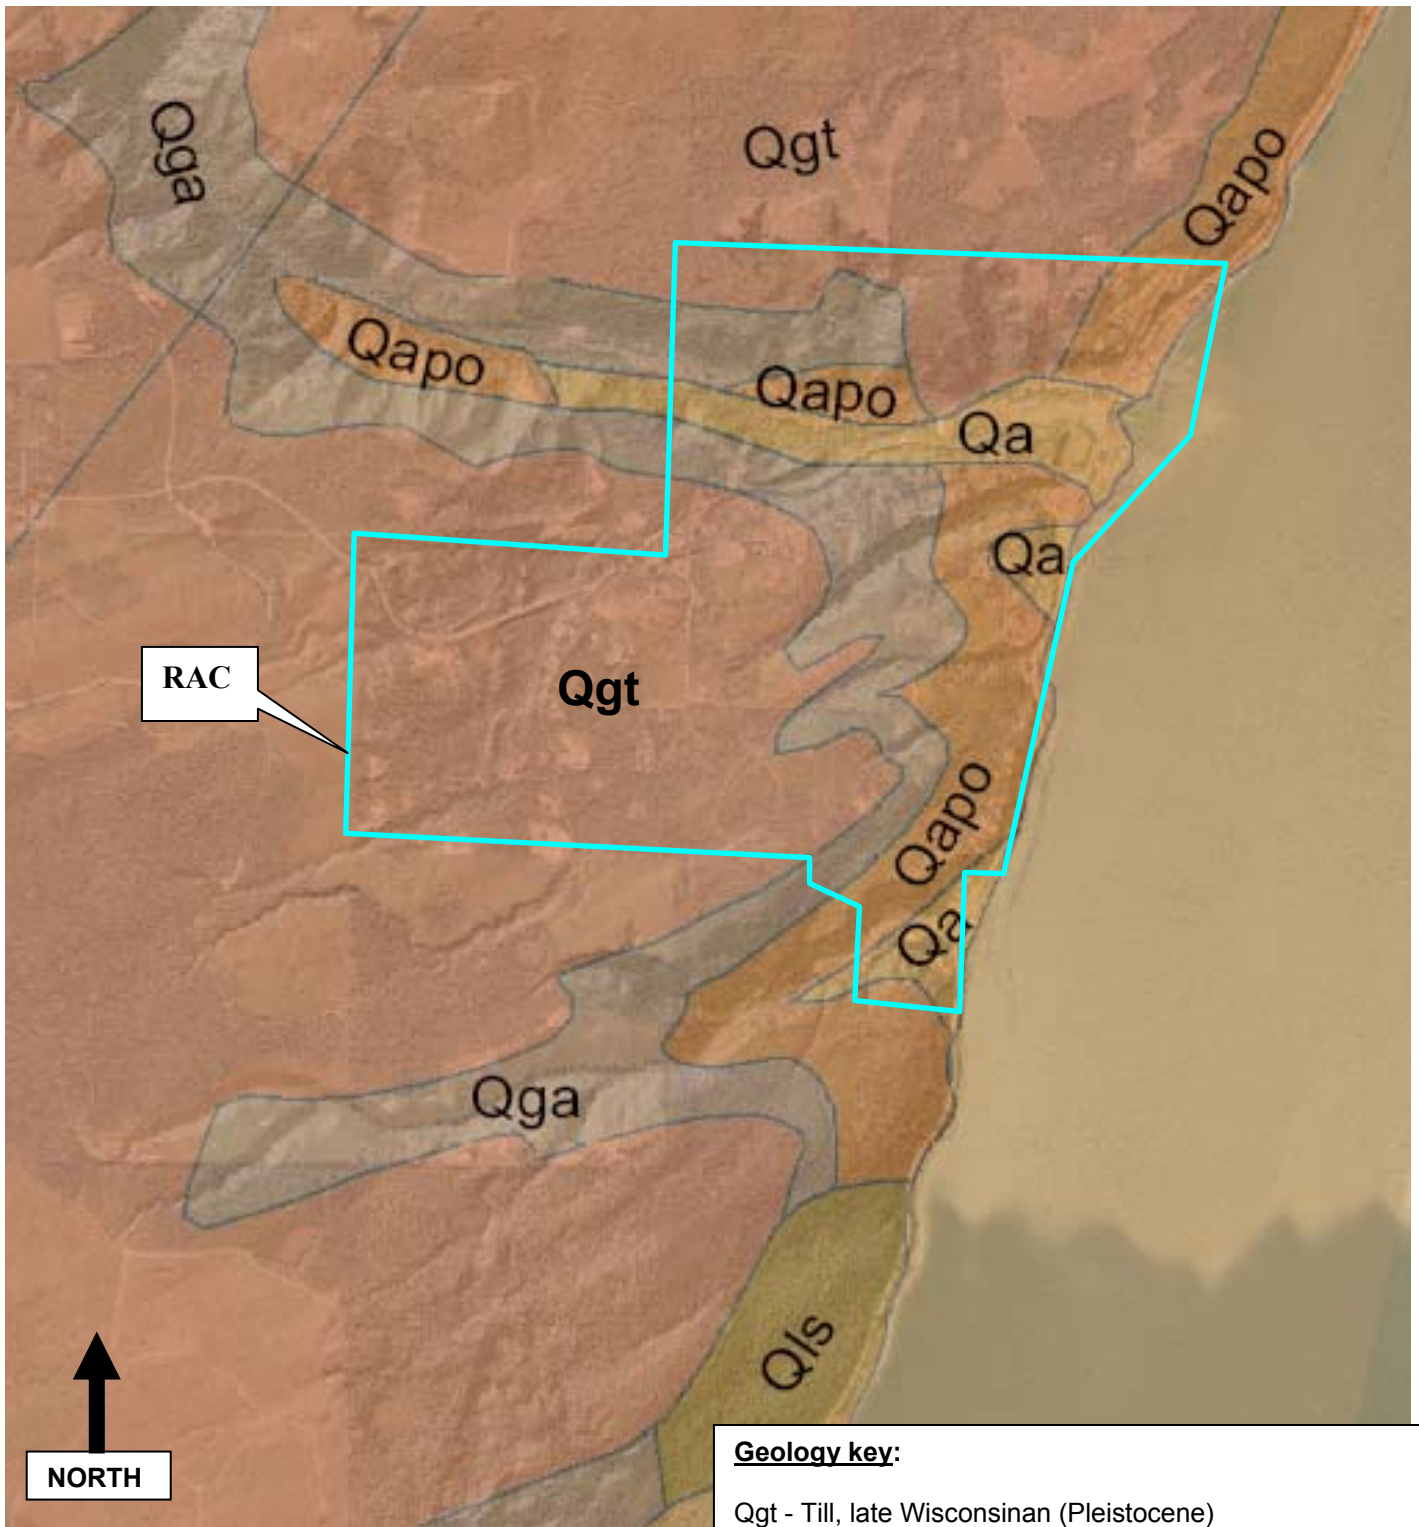 Qga
Qgt
Qapo
Qapo
Qapo
Qa
Qa
RAC
Qgt
Qapo
Qa
Qga
Qls
NORTH
Geology key:
Qgt - Till, late Wisconsinan (Pleistocene)